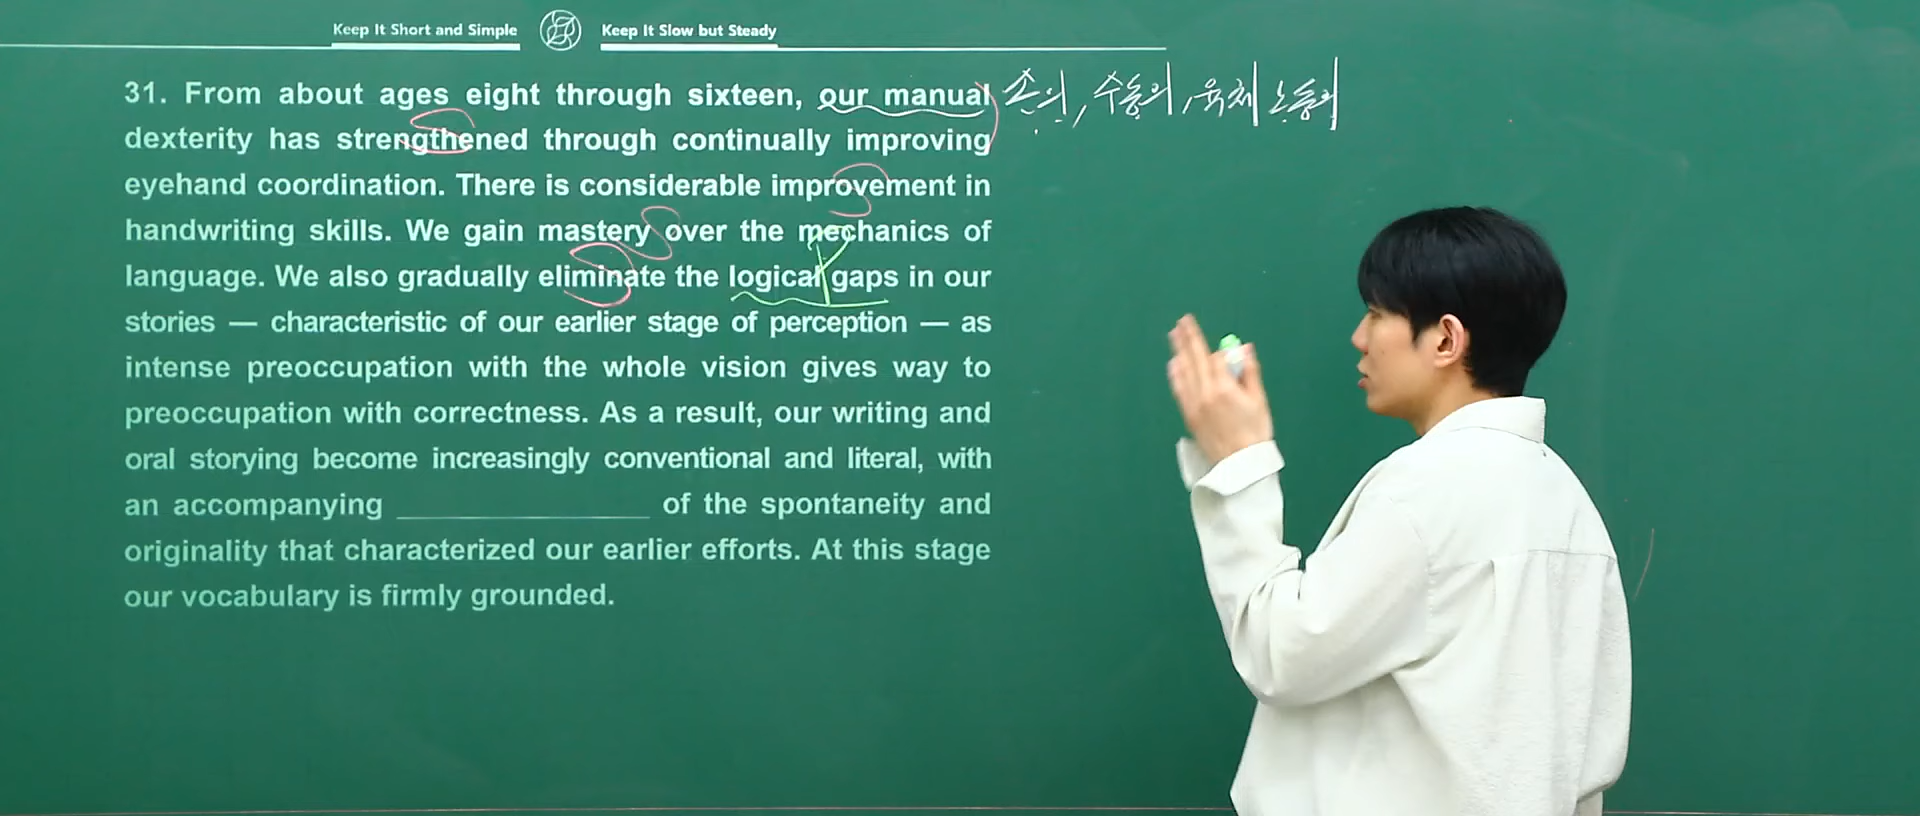 Keep It Short and Simple Keep It Slow but Steady
31. From about ages eight through sixteen, our manual 손의, 수동의, 육체노동의
dexterity has strengthened through continually improving
eyehand coordination. There is considerable improvement in
handwriting skills. We gain mastery over the mechanics of
language. We also gradually eliminate the logical gaps in our
stories — characteristic of our earlier stage of perception — as
intense preoccupation with the whole vision gives way to
preoccupation with correctness. As a result, our writing and
oral storying become increasingly conventional and literal, with
an accompanying ________________ of the spontaneity and
originality that characterized our earlier efforts. At this stage
our vocabulary is firmly grounded.